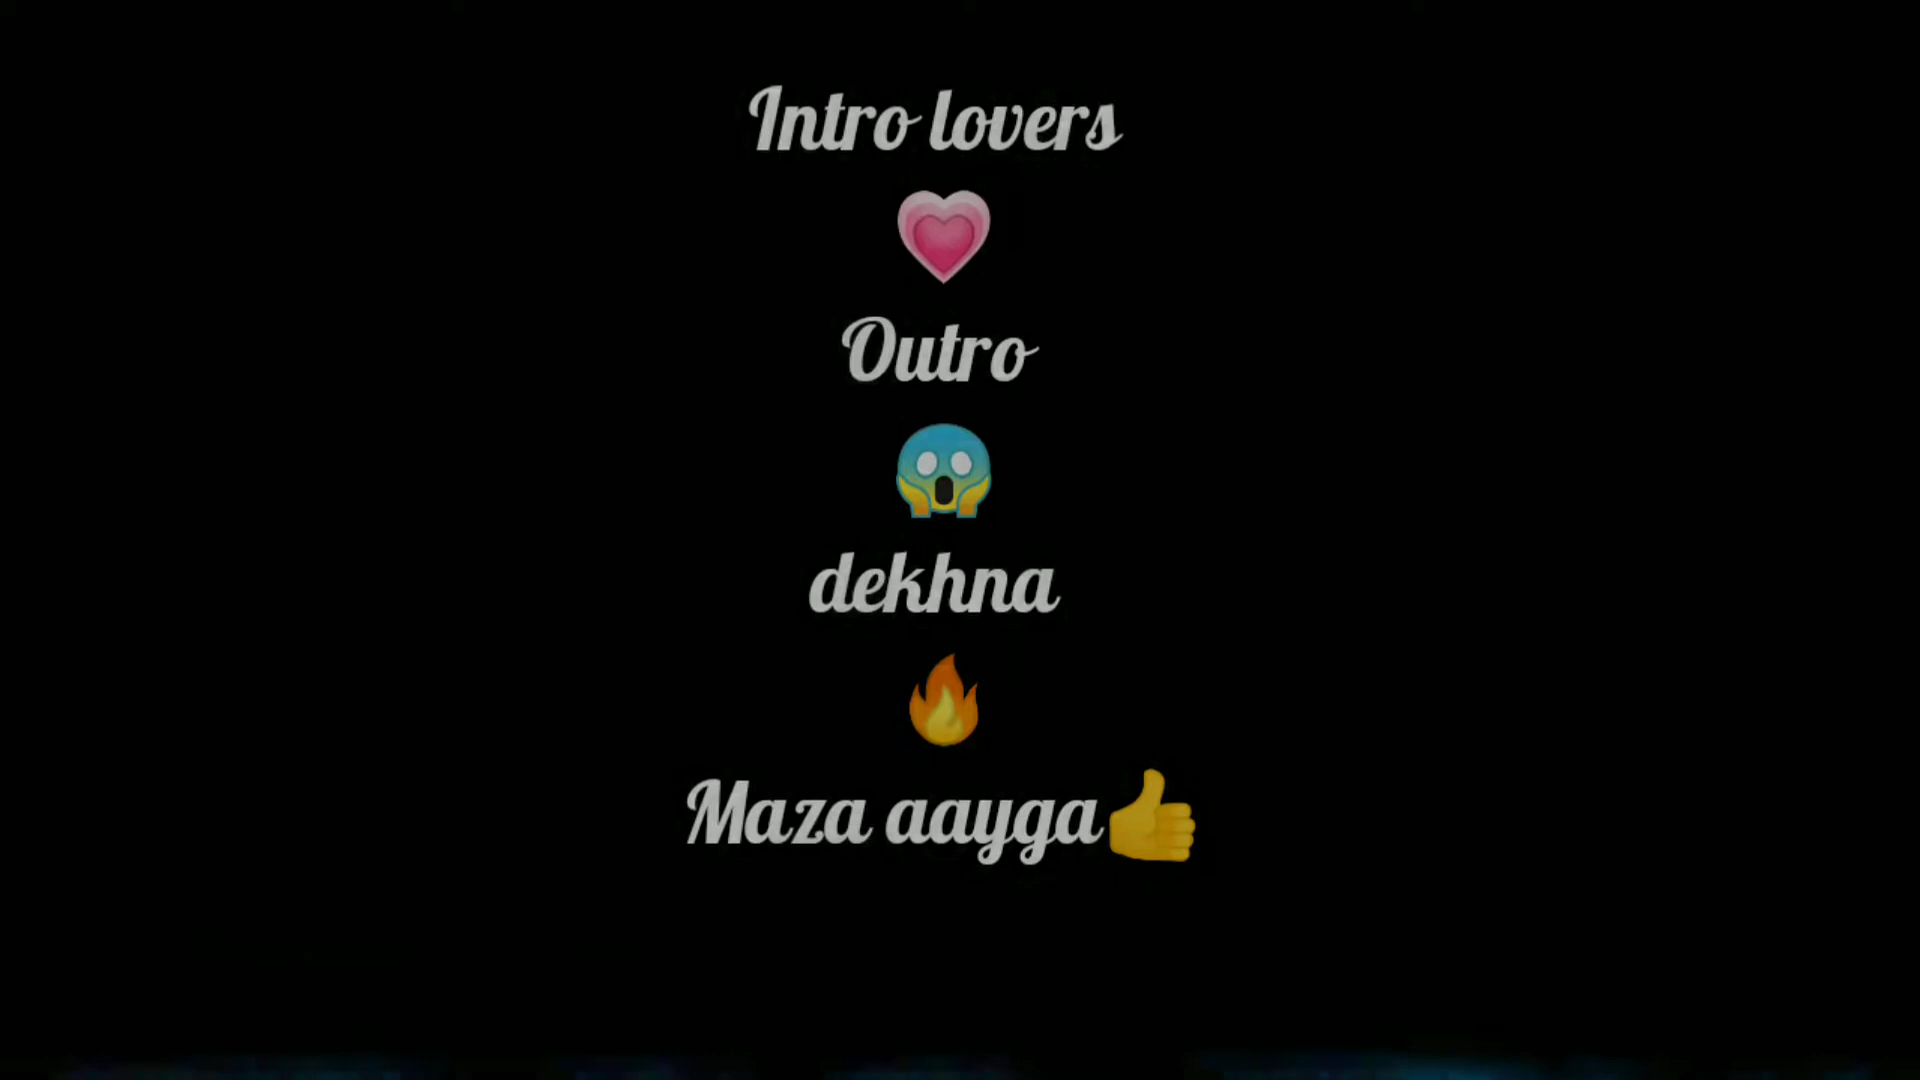 Intro lovers
💗
Outro
😱
dekhna
🔥
Maza aayga👍